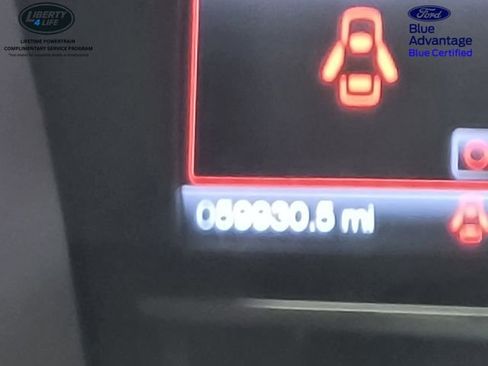 LIBERTY
4 LIFE
LIFETIME POWERTRAIN
COMPLIMENTARY SERVICE PROGRAM
Ford
Blue
Advantage
Blue Certified
059930.5 mi